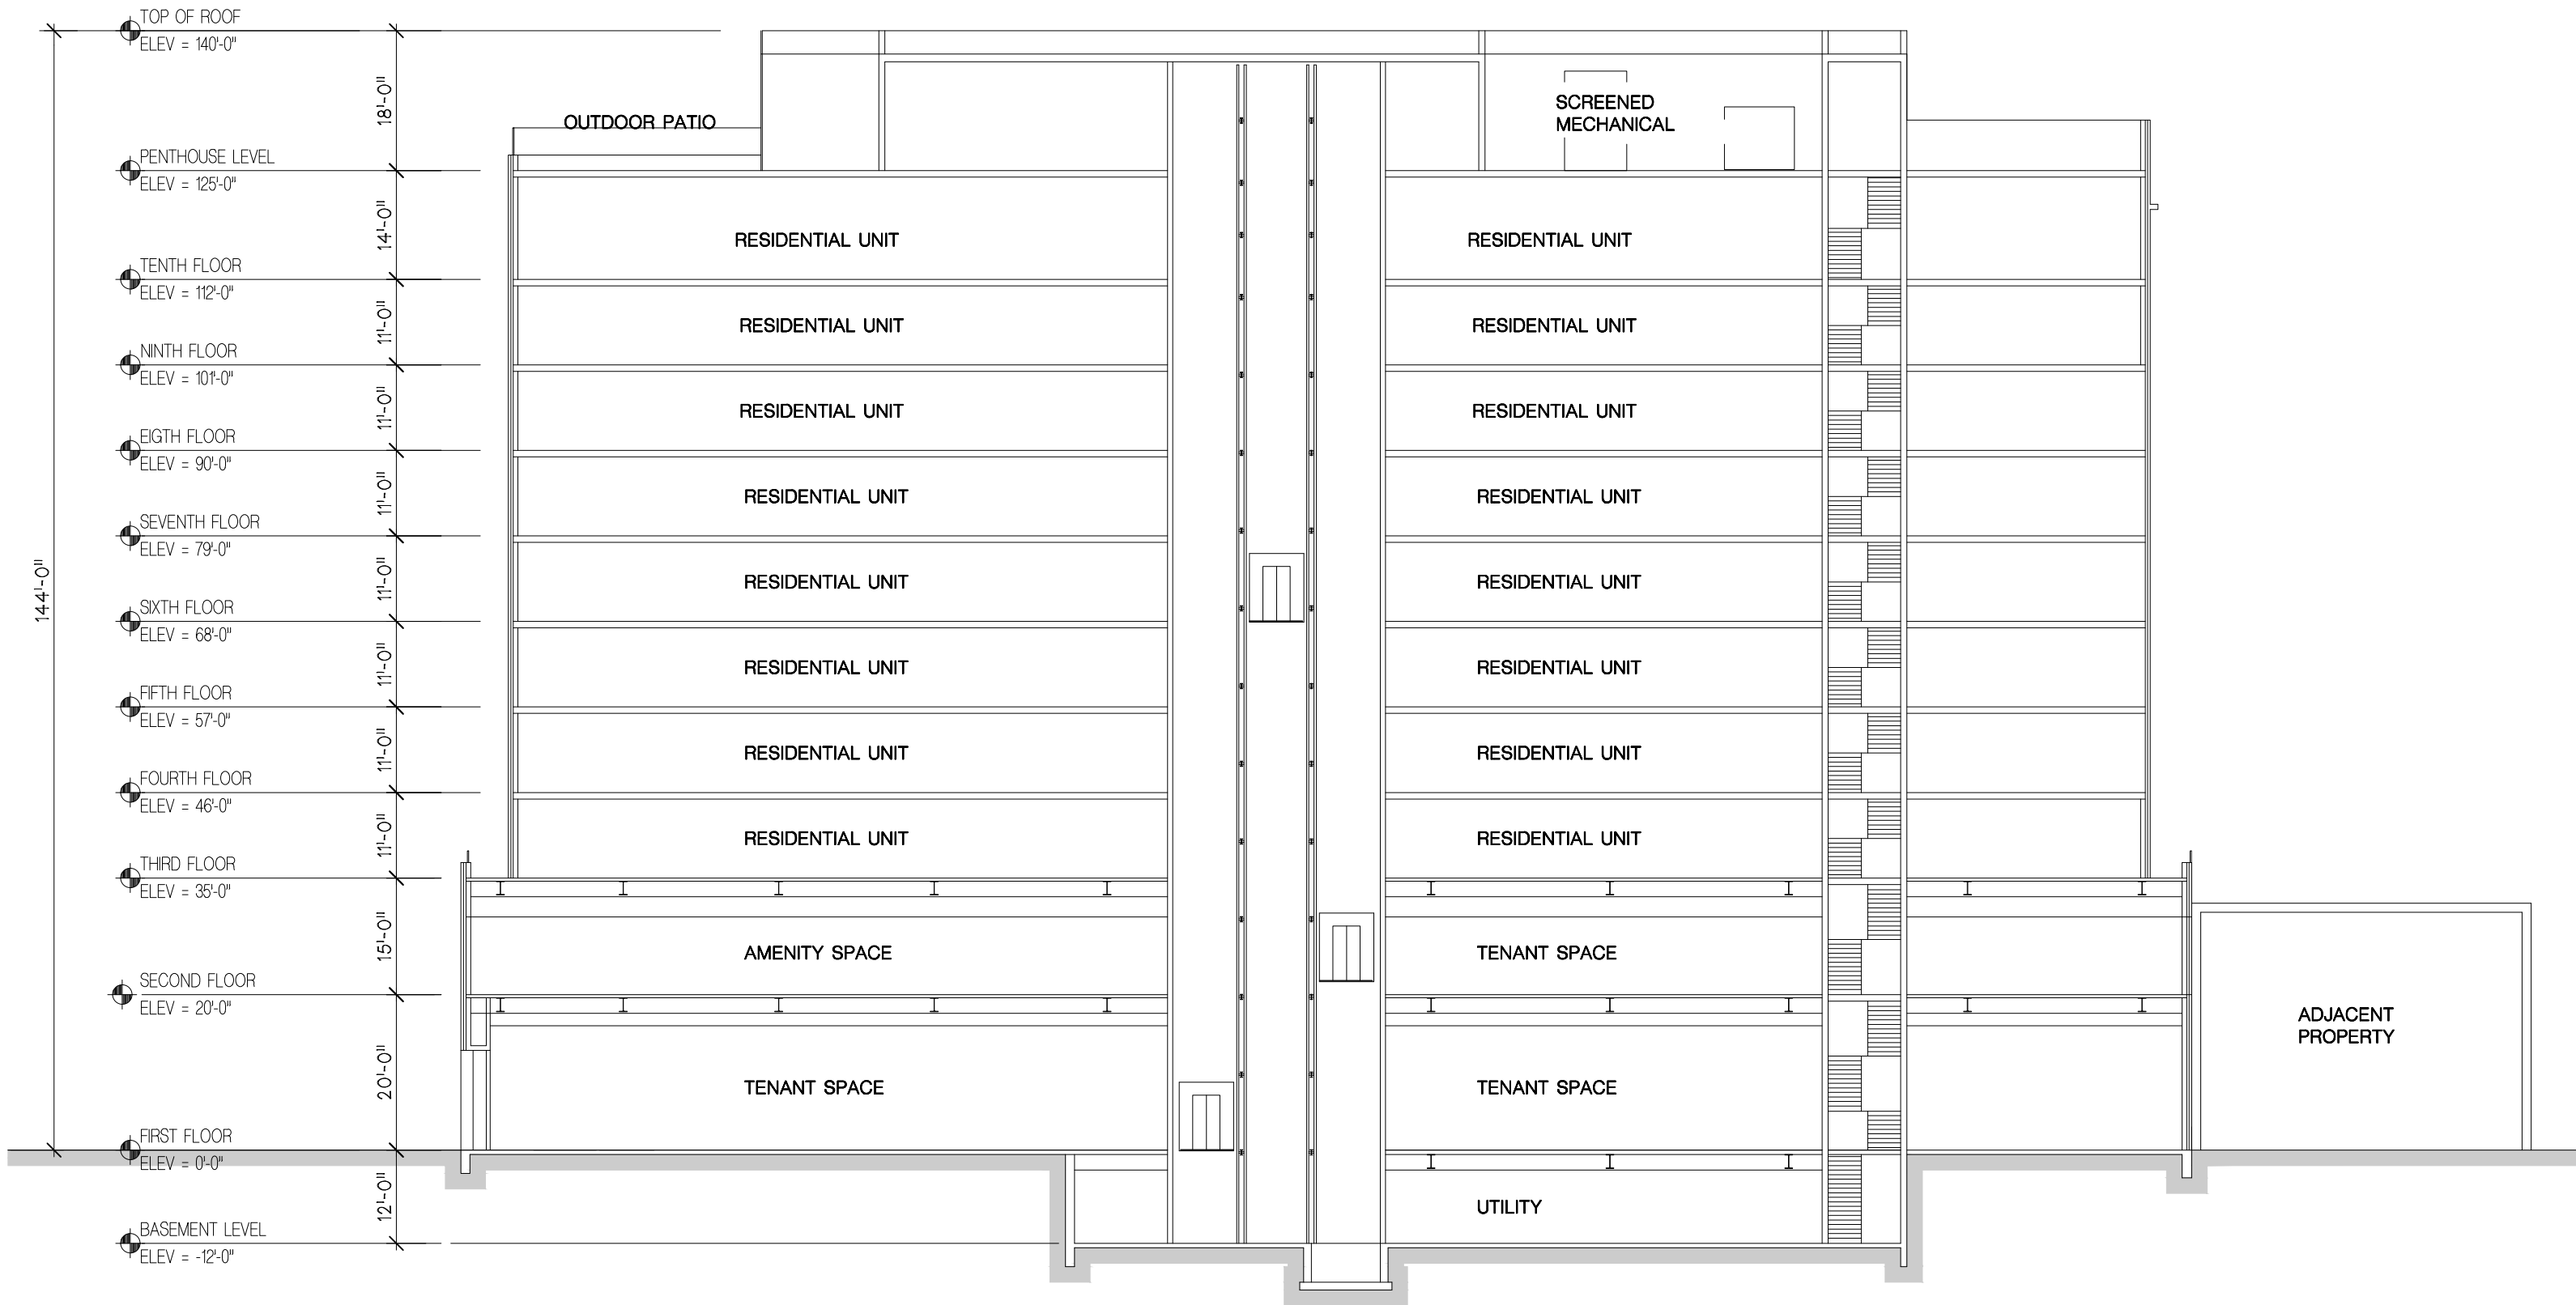 TOP OF ROOF
ELEV = 140'-0"
18'-0"
OUTDOOR PATIO
SCREENED
MECHANICAL
PENTHOUSE LEVEL
ELEV = 125'-0"
14'-0"
RESIDENTIAL UNIT
RESIDENTIAL UNIT
TENTH FLOOR
ELEV = 112'-0"
11'-0"
RESIDENTIAL UNIT
RESIDENTIAL UNIT
NINTH FLOOR
ELEV = 101'-0"
11'-0"
RESIDENTIAL UNIT
RESIDENTIAL UNIT
EIGTH FLOOR
ELEV = 90'-0"
11'-0"
RESIDENTIAL UNIT
RESIDENTIAL UNIT
SEVENTH FLOOR
ELEV = 79'-0"
144'-0"
11'-0"
RESIDENTIAL UNIT
RESIDENTIAL UNIT
SIXTH FLOOR
ELEV = 68'-0"
11'-0"
RESIDENTIAL UNIT
RESIDENTIAL UNIT
FIFTH FLOOR
ELEV = 57'-0"
11'-0"
RESIDENTIAL UNIT
RESIDENTIAL UNIT
FOURTH FLOOR
ELEV = 46'-0"
11'-0"
RESIDENTIAL UNIT
RESIDENTIAL UNIT
THIRD FLOOR
ELEV = 35'-0"
15'-0"
AMENITY SPACE
TENANT SPACE
SECOND FLOOR
ELEV = 20'-0"
ADJACENT
PROPERTY
20'-0"
TENANT SPACE
TENANT SPACE
FIRST FLOOR
ELEV = 0'-0"
12'-0"
UTILITY
BASEMENT LEVEL
ELEV = -12'-0"